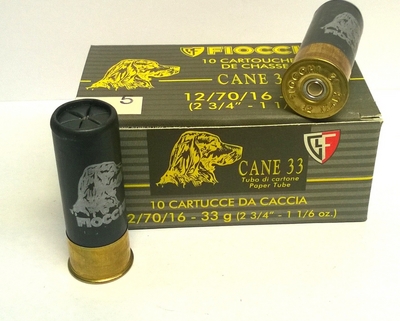 FIOCCHI
10 CARTOUCHES
DE CHASSE
CANE 33
12/70/16
(2 3/4" - 1
5
CANE 33
Tubo di cartone
Paper Tube
10 CARTUCCE DA CACCIA
12/70/16 - 33 g (2 3/4" - 1 1/6 oz.)
FIOCCHI